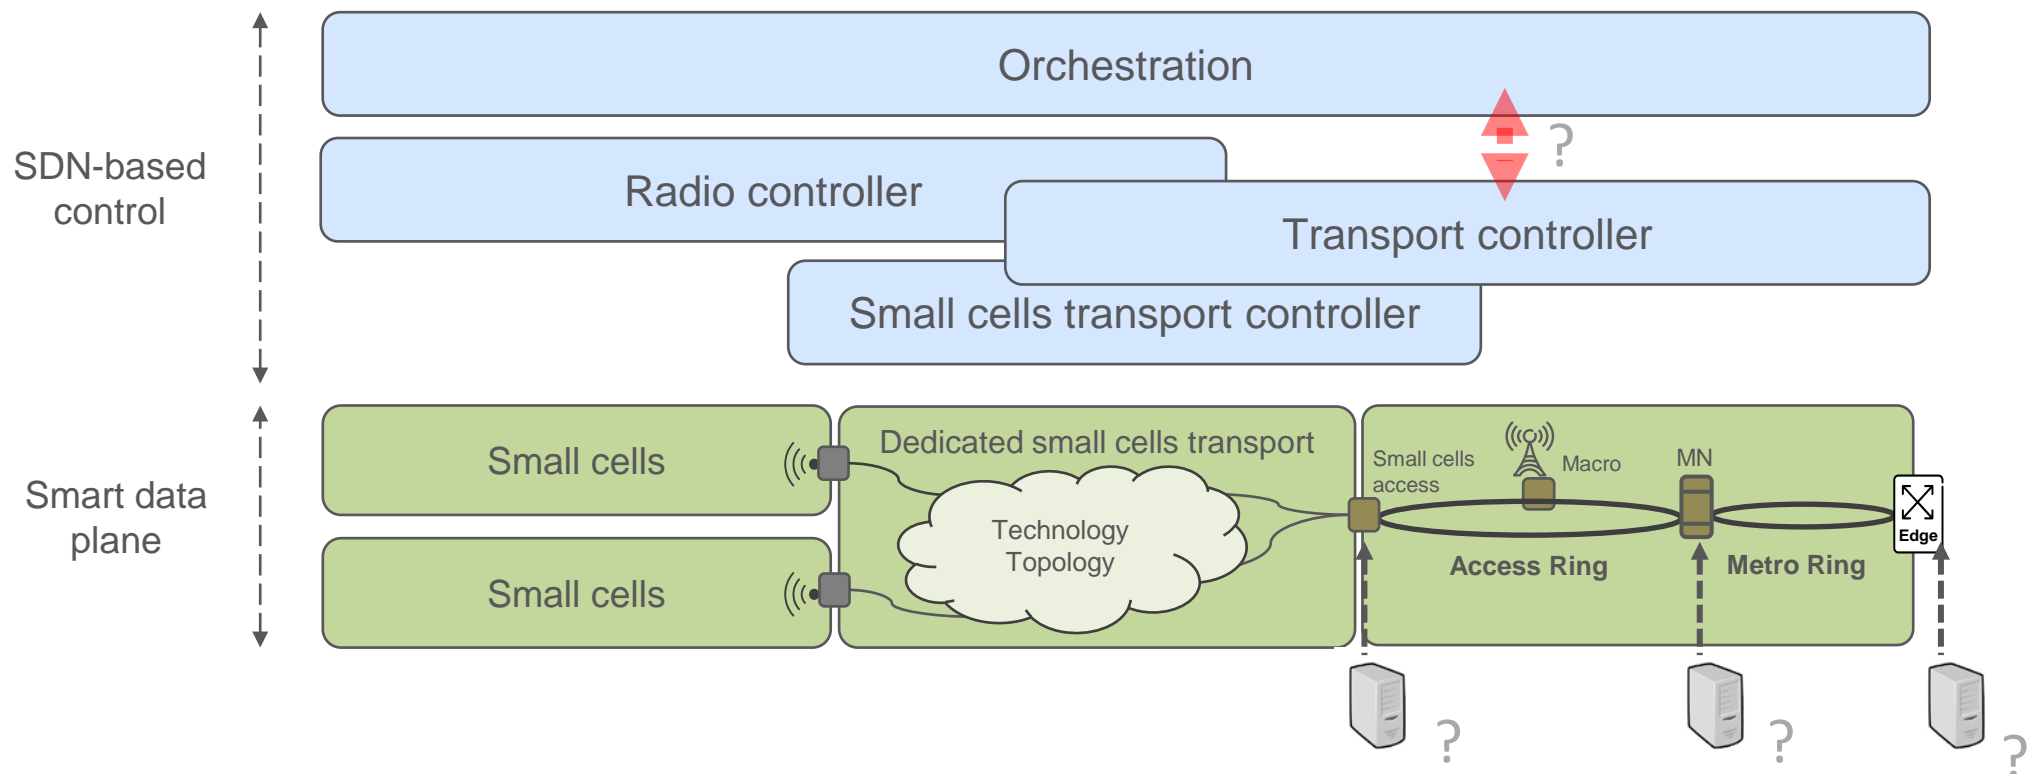 Orchestration
?
SDN-based
control
Radio controller
Transport controller
Small cells transport controller
Smart data
plane
Small cells
Small cells
Dedicated small cells transport
Technology
Topology
Small cells
access
Macro
MN
Edge
Access Ring
Metro Ring
?
?
?